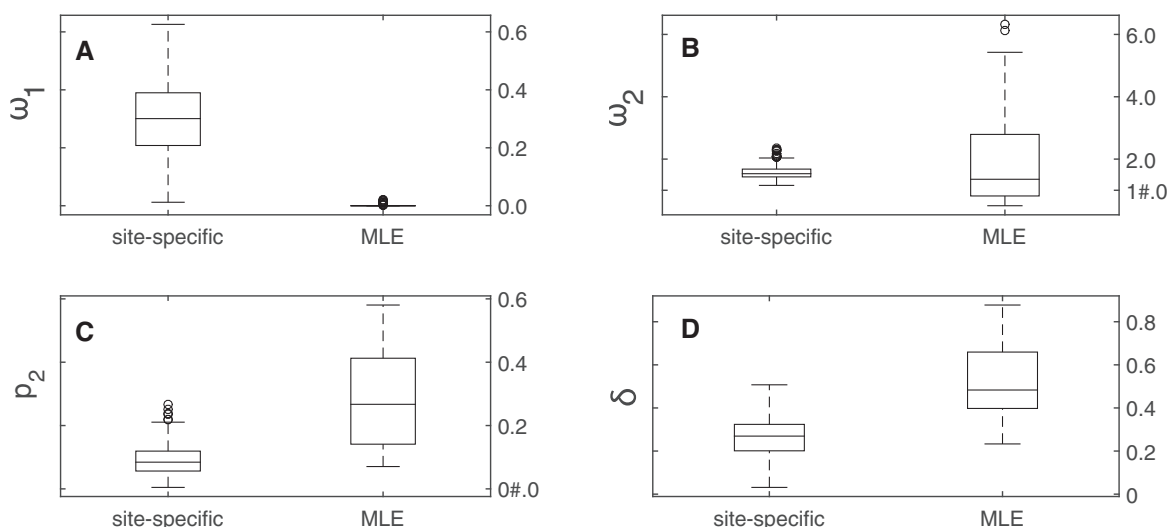 A
ω1
0.6
0.4
0.2
0.0
site-specific MLE
B
ω2
6.0
4.0
2.0
1#.0
site-specific MLE
C
p2
0.6
0.4
0.2
0#.0
site-specific MLE
D
δ
0.8
0.6
0.4
0.2
0
site-specific MLE